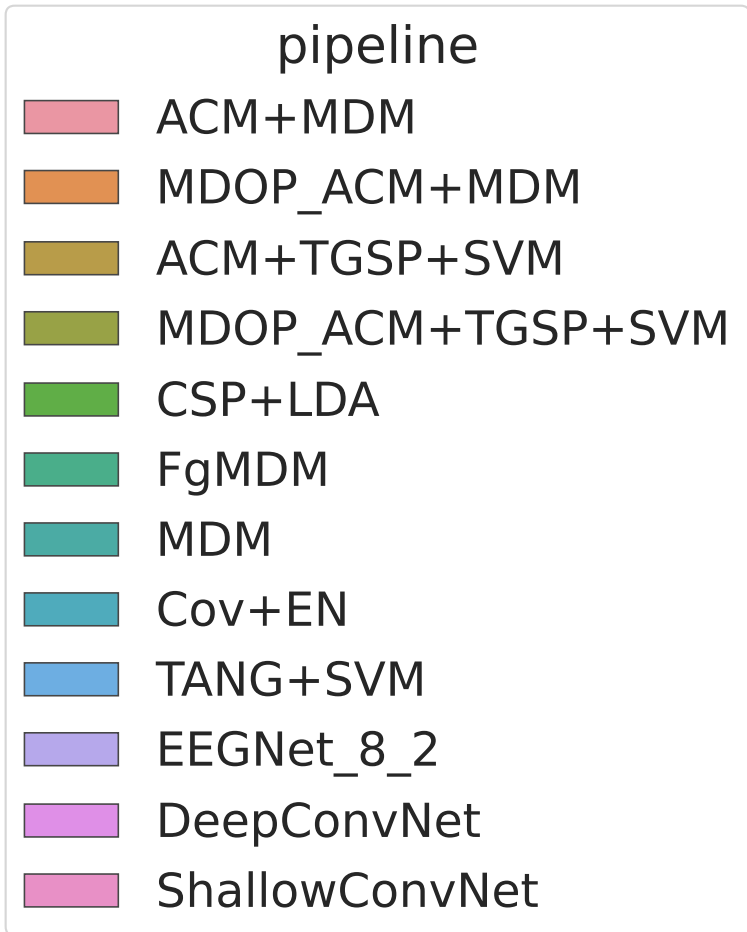 pipeline
ACM+MDM
MDOP_ACM+MDM
ACM+TGSP+SVM
MDOP_ACM+TGSP+SVM
CSP+LDA
FgMDM
MDM
Cov+EN
TANG+SVM
EEGNet_8_2
DeepConvNet
ShallowConvNet